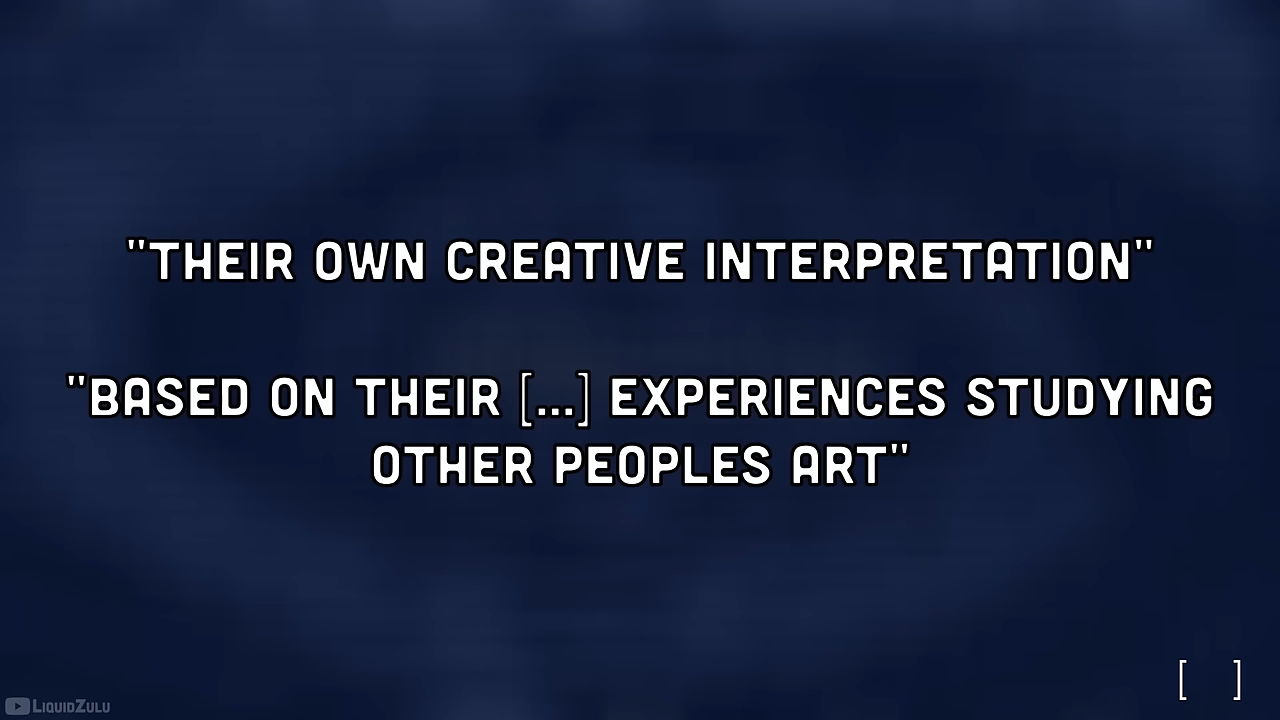 "THEIR OWN CREATIVE INTERPRETATION"
"BASED ON THEIR [...] EXPERIENCES STUDYING
OTHER PEOPLES ART"
[ ]
LIQUIDZULU